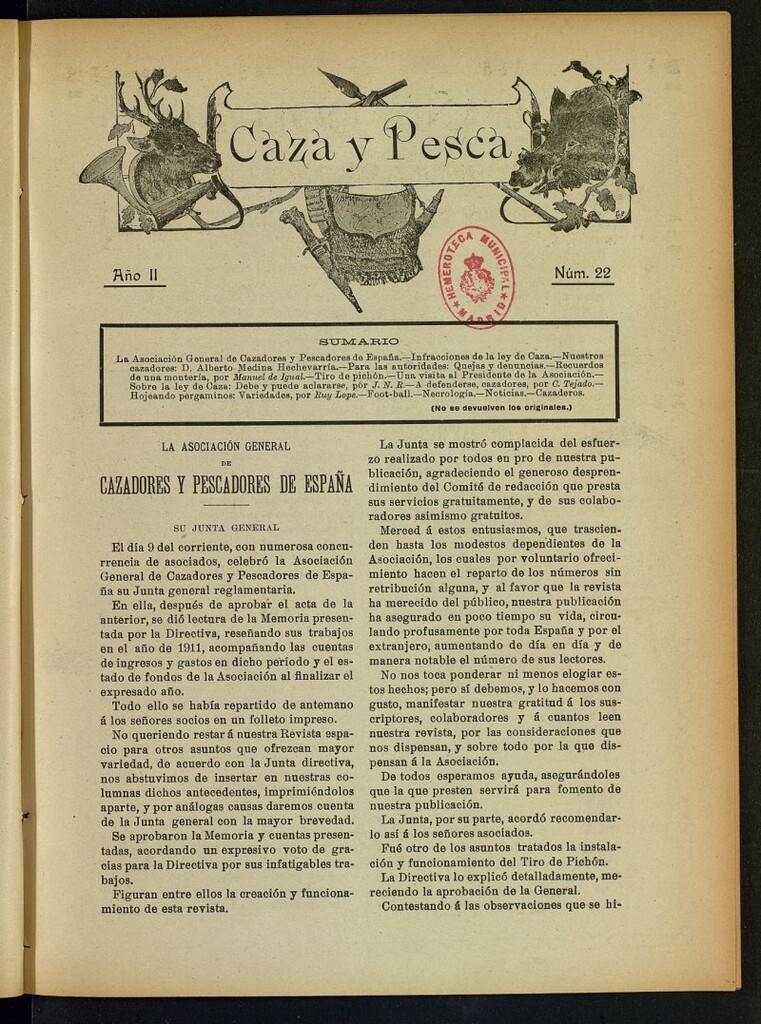 Caza y Pesca
HEMEROTECA MUNICIPAL
MADRID
Año II
Núm. 22
SUMARIO
La Asociación General de Cazadores y Pescadores de España.—Infracciones de la ley de Caza.—Nuestros
cazadores: D. Alberto Medina Hechevarría.—Para las autoridades: Quejas y denuncias.—Recuerdos
de una montería, por Manuel de Igual.—Tiro de pichón.—Una visita al Presidente de la Asociación.—
Sobre la ley de Caza: Debe y puede aclararse, por J. N. R.—A defenderse, cazadores, por C. Tejado.—
Hojeando pergaminos: Variedades, por Ruy Lope.—Foot-ball.—Necrología.—Noticias.—Cazaderos.
(No se devuelven los originales.)
LA ASOCIACIÓN GENERAL
DE
CAZADORES Y PESCADORES DE ESPAÑA
SU JUNTA GENERAL
El día 9 del corriente, con numerosa concu-
rrencia de asociados, celebró la Asociación
General de Cazadores y Pescadores de Espa-
ña su Junta general reglamentaria.
En ella, después de aprobar el acta de la
anterior, se dió lectura de la Memoria presen-
tada por la Directiva, reseñando sus trabajos
en el año de 1911, acompañando las cuentas
de ingresos y gastos en dicho período y el es-
tado de fondos de la Asociación al finalizar el
expresado año.
Todo ello se había repartido de antemano
á los señores socios en un folleto impreso.
No queriendo restar á nuestra Revista espa-
cio para otros asuntos que ofrezcan mayor
variedad, de acuerdo con la Junta directiva,
nos abstuvimos de insertar en nuestras co-
lumnas dichos antecedentes, imprimiéndolos
aparte, y por análogas causas daremos cuenta
de la Junta general con la mayor brevedad.
Se aprobaron la Memoria y cuentas presen-
tadas, acordando un expresivo voto de gra-
cias para la Directiva por sus infatigables tra-
bajos.
Figuran entre ellos la creación y funciona-
miento de esta revista.
La Junta se mostró complacida del esfuer-
zo realizado por todos en pro de nuestra pu-
blicación, agradeciendo el generoso despren-
dimiento del Comité de redacción que presta
sus servicios gratuitamente, y de sus colabo-
radores asimismo gratuitos.
Merced á estos entusiasmos, que trascien-
den hasta los modestos dependientes de la
Asociación, los cuales por voluntario ofreci-
miento hacen el reparto de los números sin
retribución alguna, y al favor que la revista
ha merecido del público, nuestra publicación
ha asegurado en poco tiempo su vida, circu-
lando profusamente por toda España y por el
extranjero, aumentando de día en día y de
manera notable el número de sus lectores.
No nos toca ponderar ni menos elogiar es-
tos hechos; pero sí debemos, y lo hacemos con
gusto, manifestar nuestra gratitud á los sus-
criptores, colaboradores y á cuantos leen
nuestra revista, por las consideraciones que
nos dispensan, y sobre todo por la que dis-
pensan á la Asociación.
De todos esperamos ayuda, asegurándoles
que la que presten servirá para fomento de
nuestra publicación.
La Junta, por su parte, acordó recomendar-
lo así á los señores asociados.
Fué otro de los asuntos tratados la instala-
ción y funcionamiento del Tiro de Pichón.
La Directiva lo explicó detalladamente, me-
reciendo la aprobación de la General.
Contestando á las observaciones que se hi-